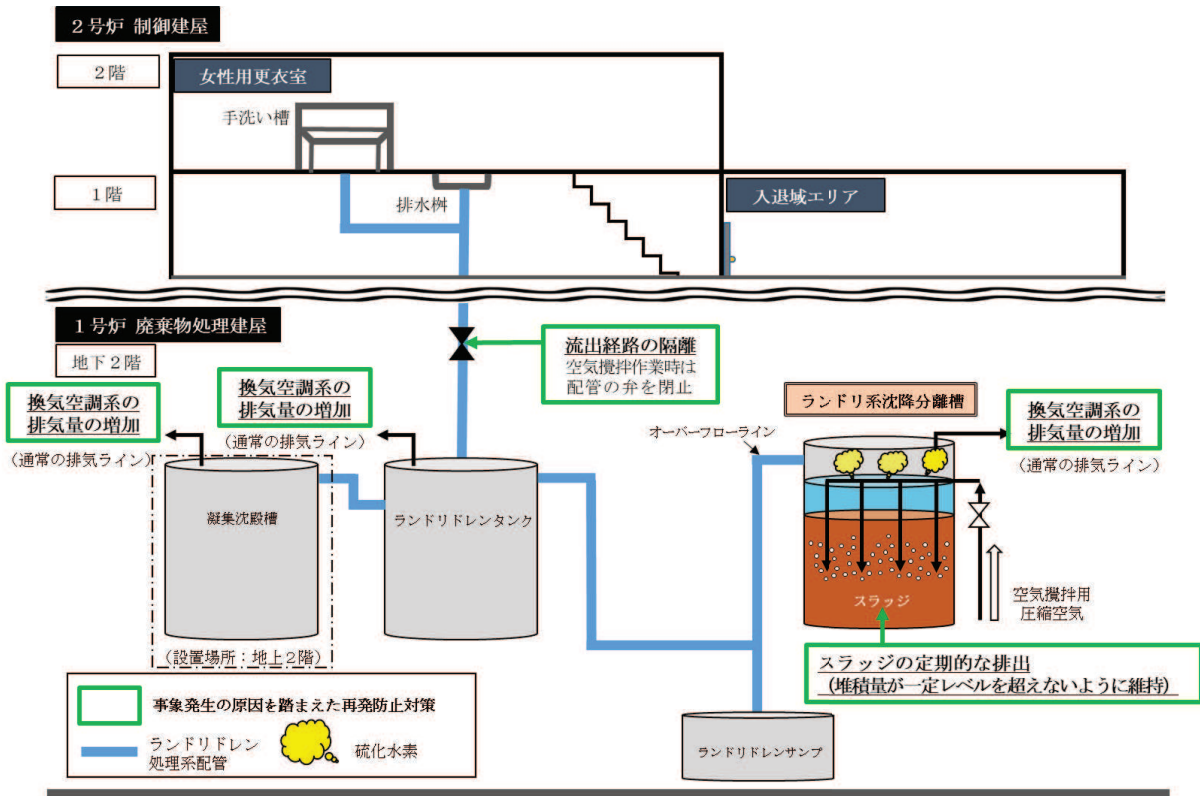 ２号炉 制御建屋
２階
女性用更衣室
手洗い槽
１階
排水桝
入退域エリア
１号炉 廃棄物処理建屋
地下２階
流出経路の隔離
空気攪拌作業時は
配管の弁を閉止
換気空調系の
排気量の増加
（通常の排気ライン）
換気空調系の
排気量の増加
（通常の排気ライン）
ランドリ系沈降分離槽
換気空調系の
排気量の増加
（通常の排気ライン）
オーバーフローライン
凝集沈殿槽
ランドリドレンタンク
スラッジ
空気攪拌用
圧縮空気
（設置場所：地上２階）
スラッジの定期的な排出
（堆積量が一定レベルを超えないように維持）
事象発生の原因を踏まえた再発防止対策
ランドリドレン
処理系配管
硫化水素
ランドリドレンサンプ